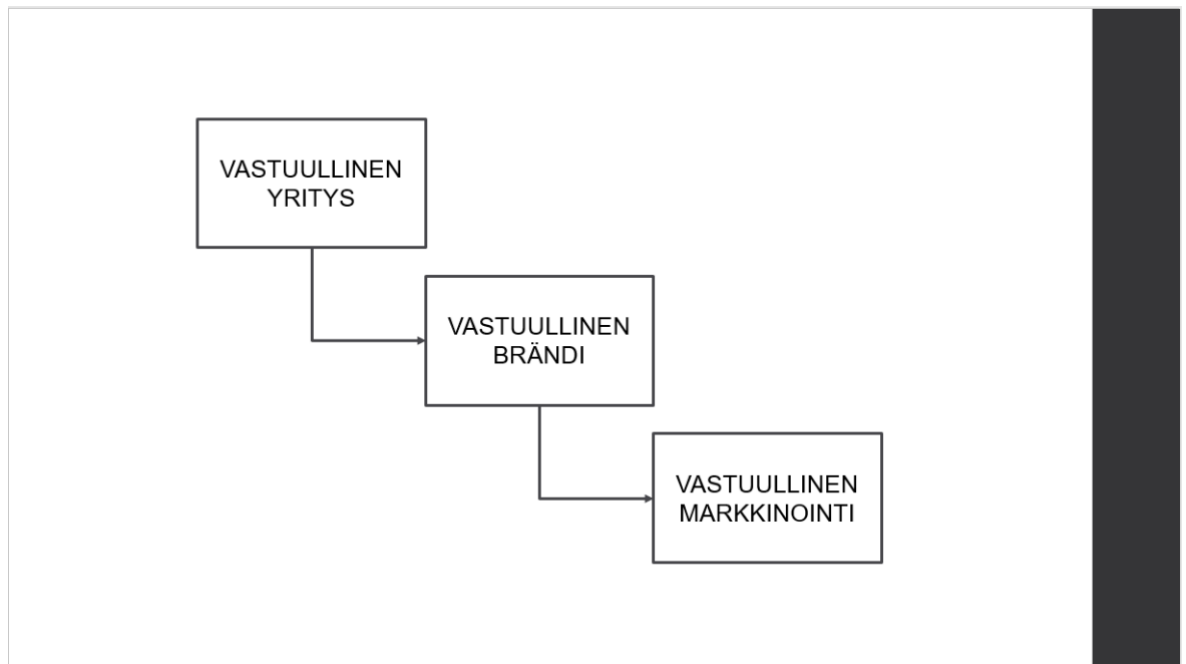 VASTUULLINEN
YRITYS
VASTUULLINEN
BRÄNDI
VASTUULLINEN
MARKKINOINTI